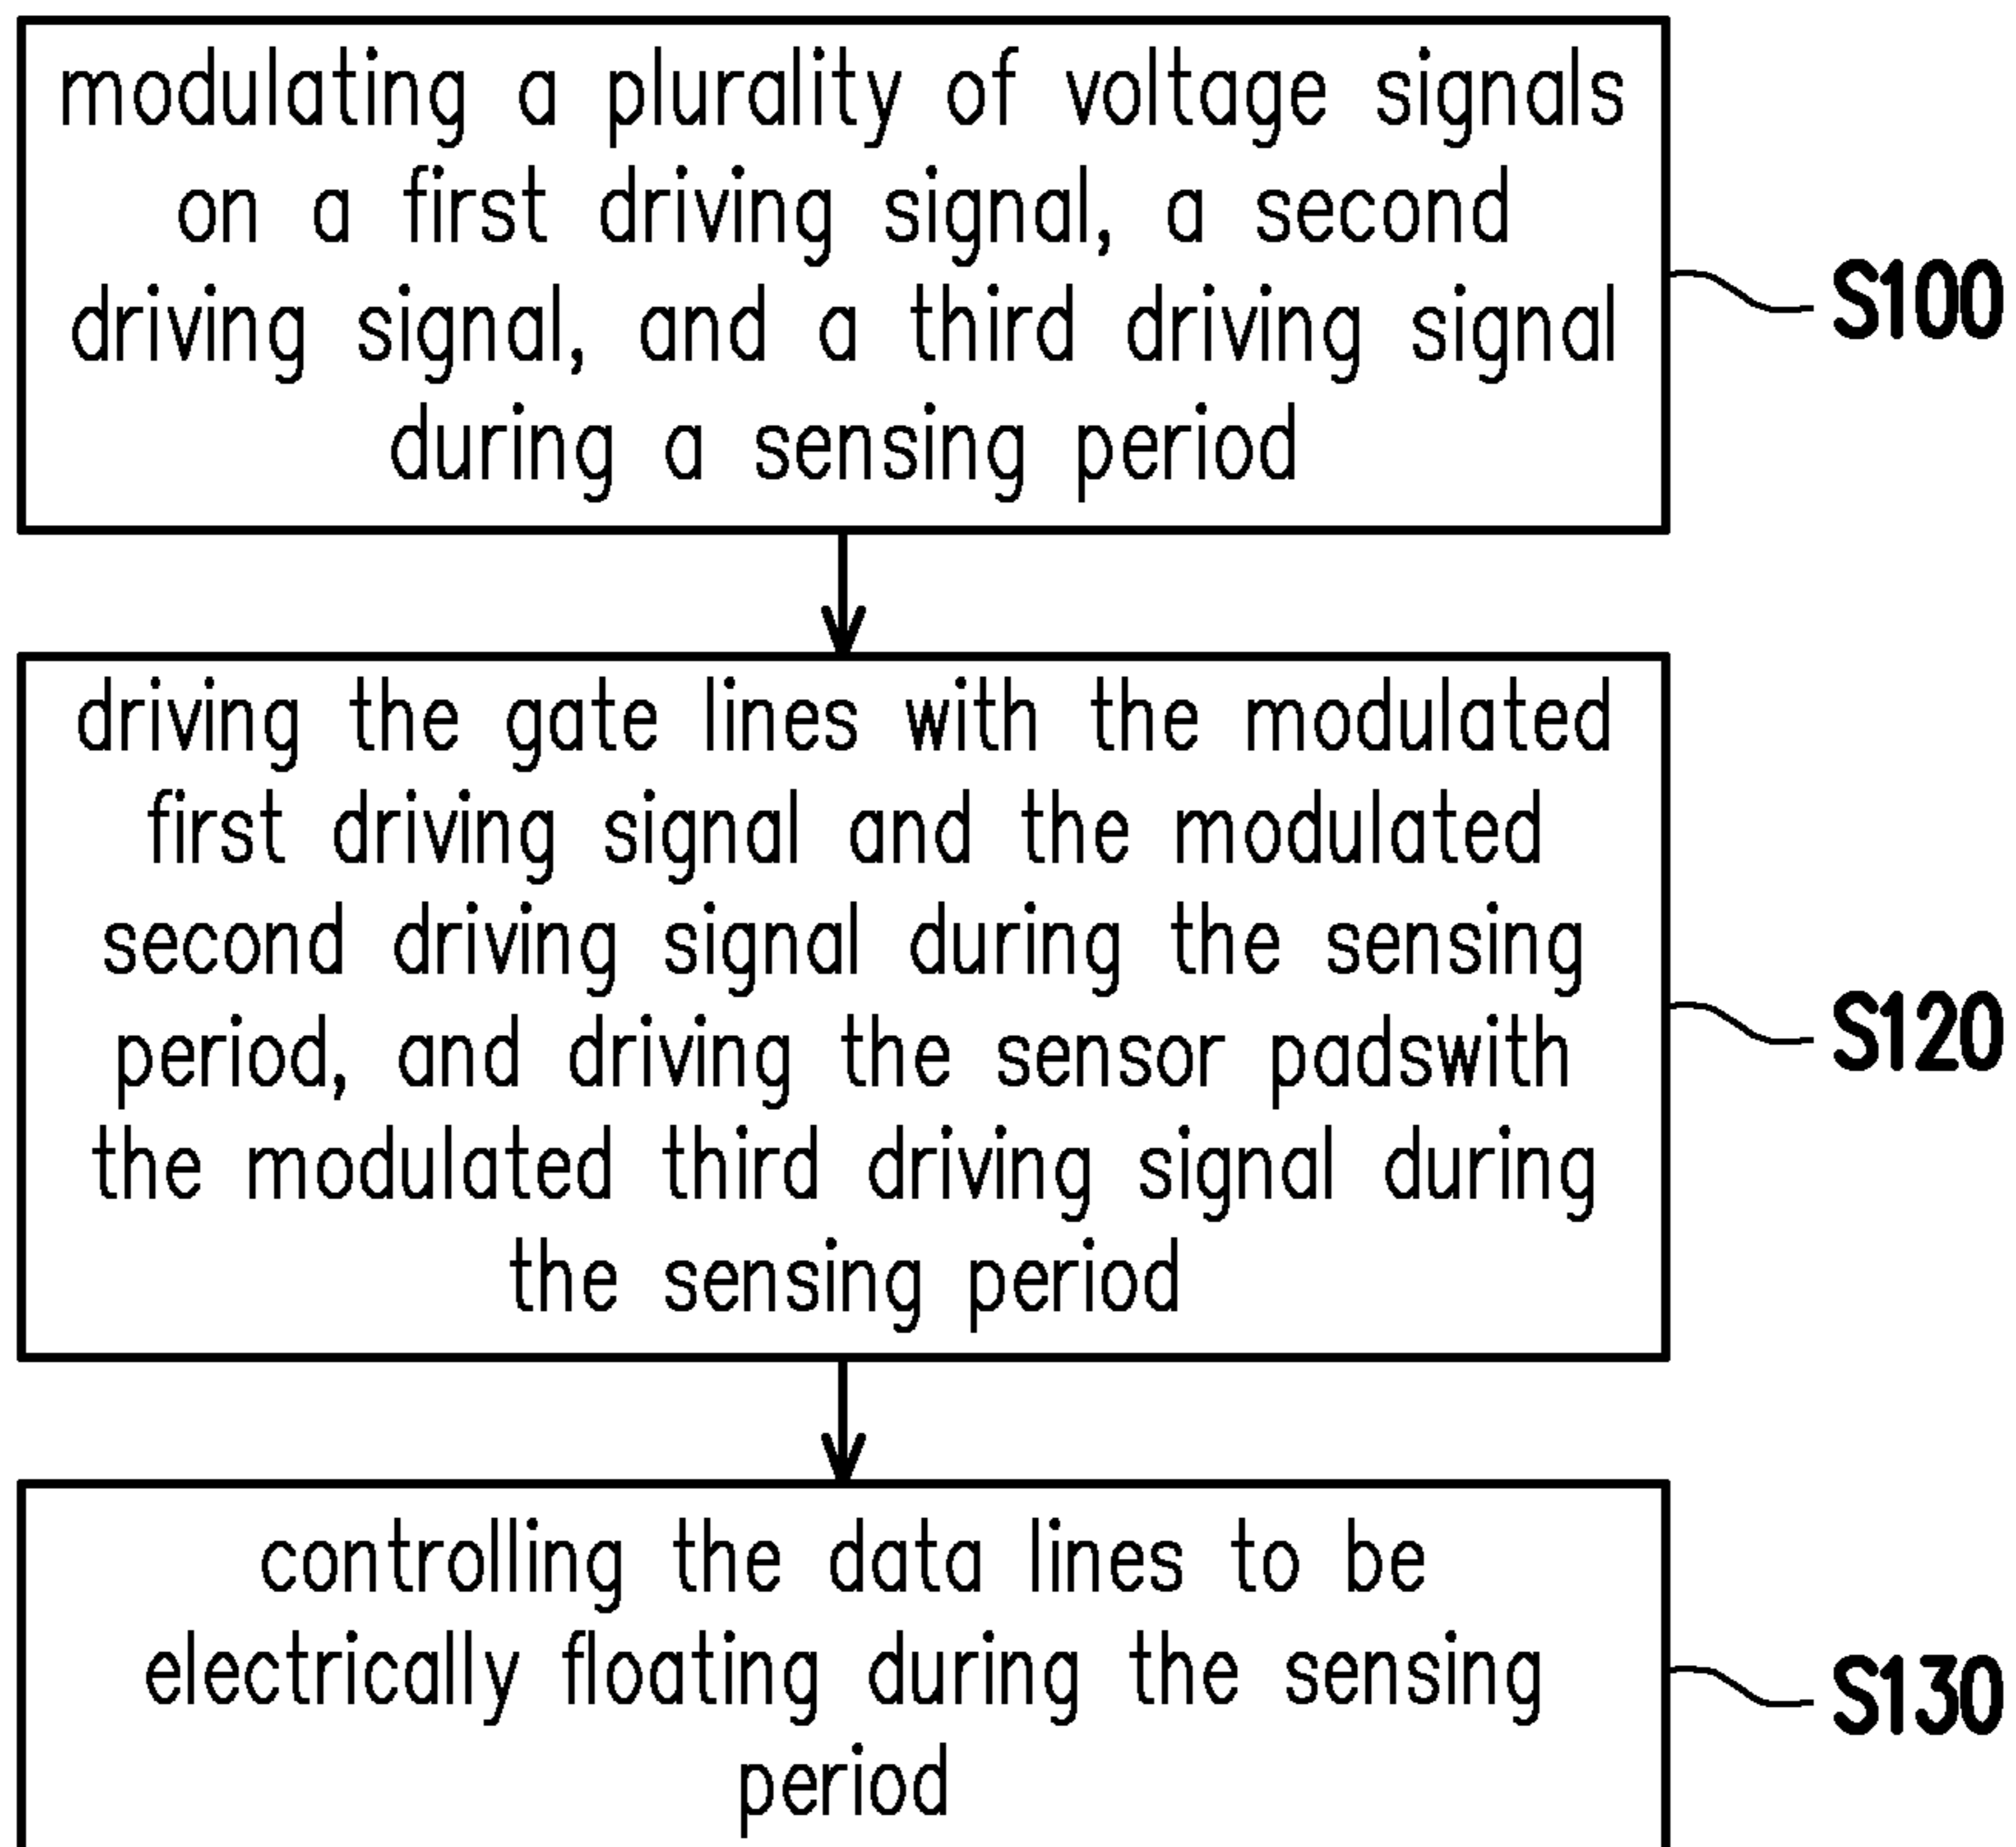 modulating a plurality of voltage signals
on a first driving signal, a second
driving signal, and a third driving signal
during a sensing period
S100
driving the gate lines with the modulated
first driving signal and the modulated
second driving signal during the sensing
period, and driving the sensor padswith
the modulated third driving signal during
the sensing period
S120
controlling the data lines to be
electrically floating during the sensing
period
S130